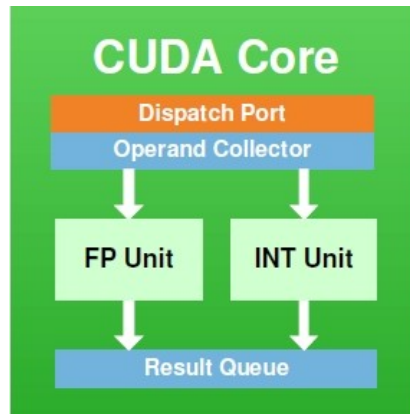 CUDA Core
Dispatch Port
Operand Collector
FP Unit
INT Unit
Result Queue